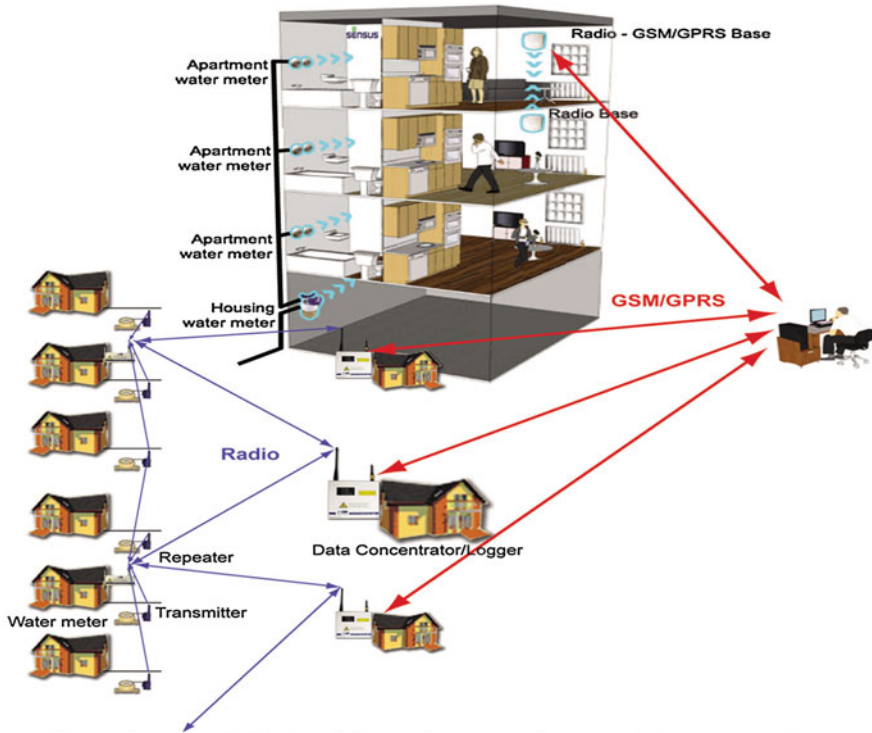 sensus
Radio - GSM/GPRS Base
Apartment
water meter
Radio Base
Apartment
water meter
Apartment
water meter
Housing
water meter
GSM/GPRS
Radio
Data Concentrator/Logger
Repeater
Transmitter
Water meter